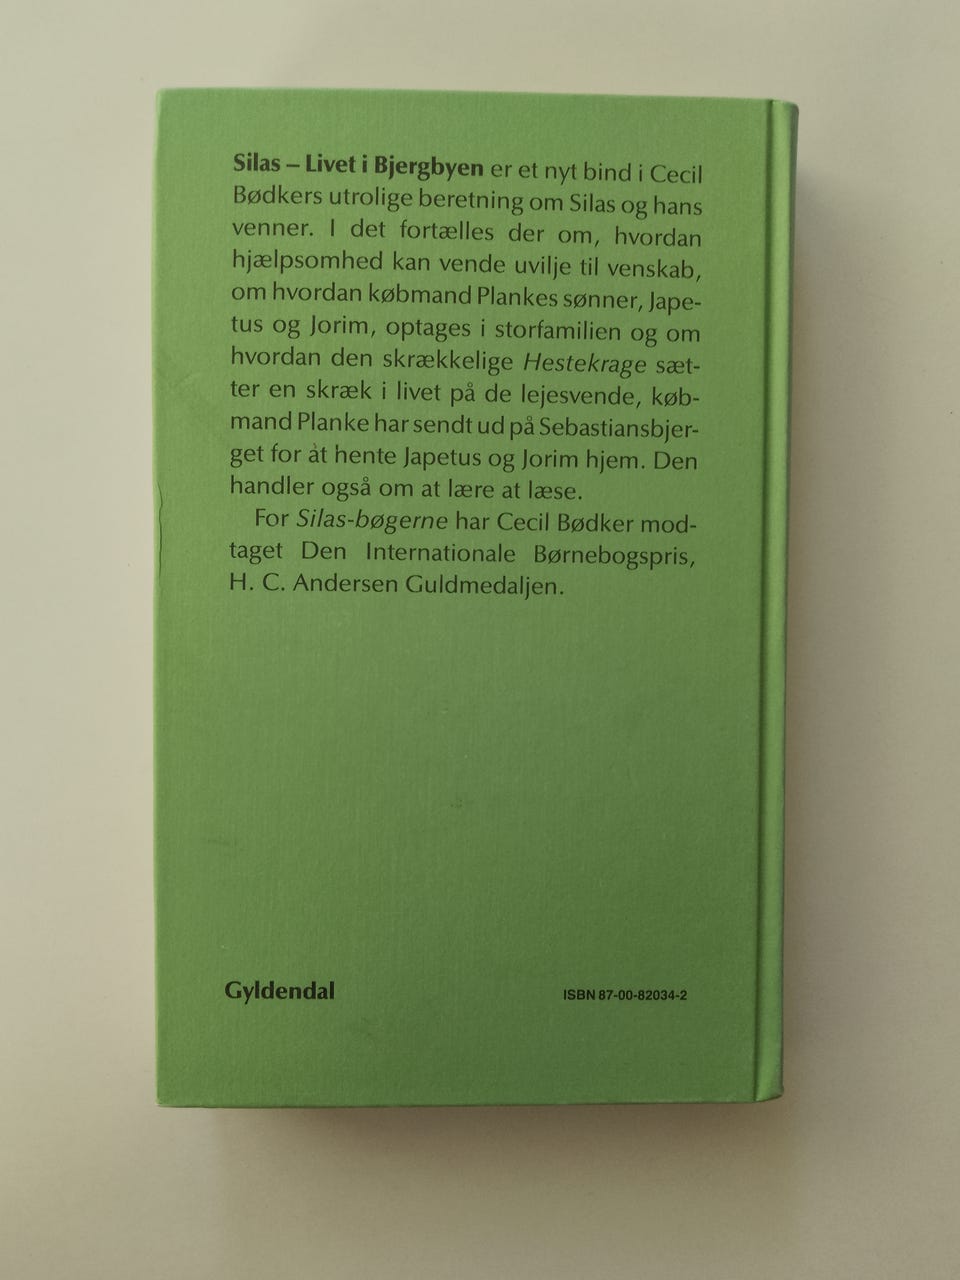 Silas – Livet i Bjergbyen er et nyt bind i Cecil
Bødkers utrolige beretning om Silas og hans
venner. I det fortælles der om, hvordan
hjælpsomhed kan vende uvilje til venskab,
om hvordan købmand Plankes sønner, Jape-
tus og Jorim, optages i storfamilien og om
hvordan den skrækkelige Hestekrage sæt-
ter en skræk i livet på de lejesvende, køb-
mand Planke har sendt ud på Sebastiansbjer-
get for at hente Japetus og Jorim hjem. Den
handler også om at lære at læse.
For Silas-bøgerne har Cecil Bødker mod-
taget Den Internationale Børnebogspris,
H. C. Andersen Guldmedaljen.
Gyldendal
ISBN 87-00-82034-2